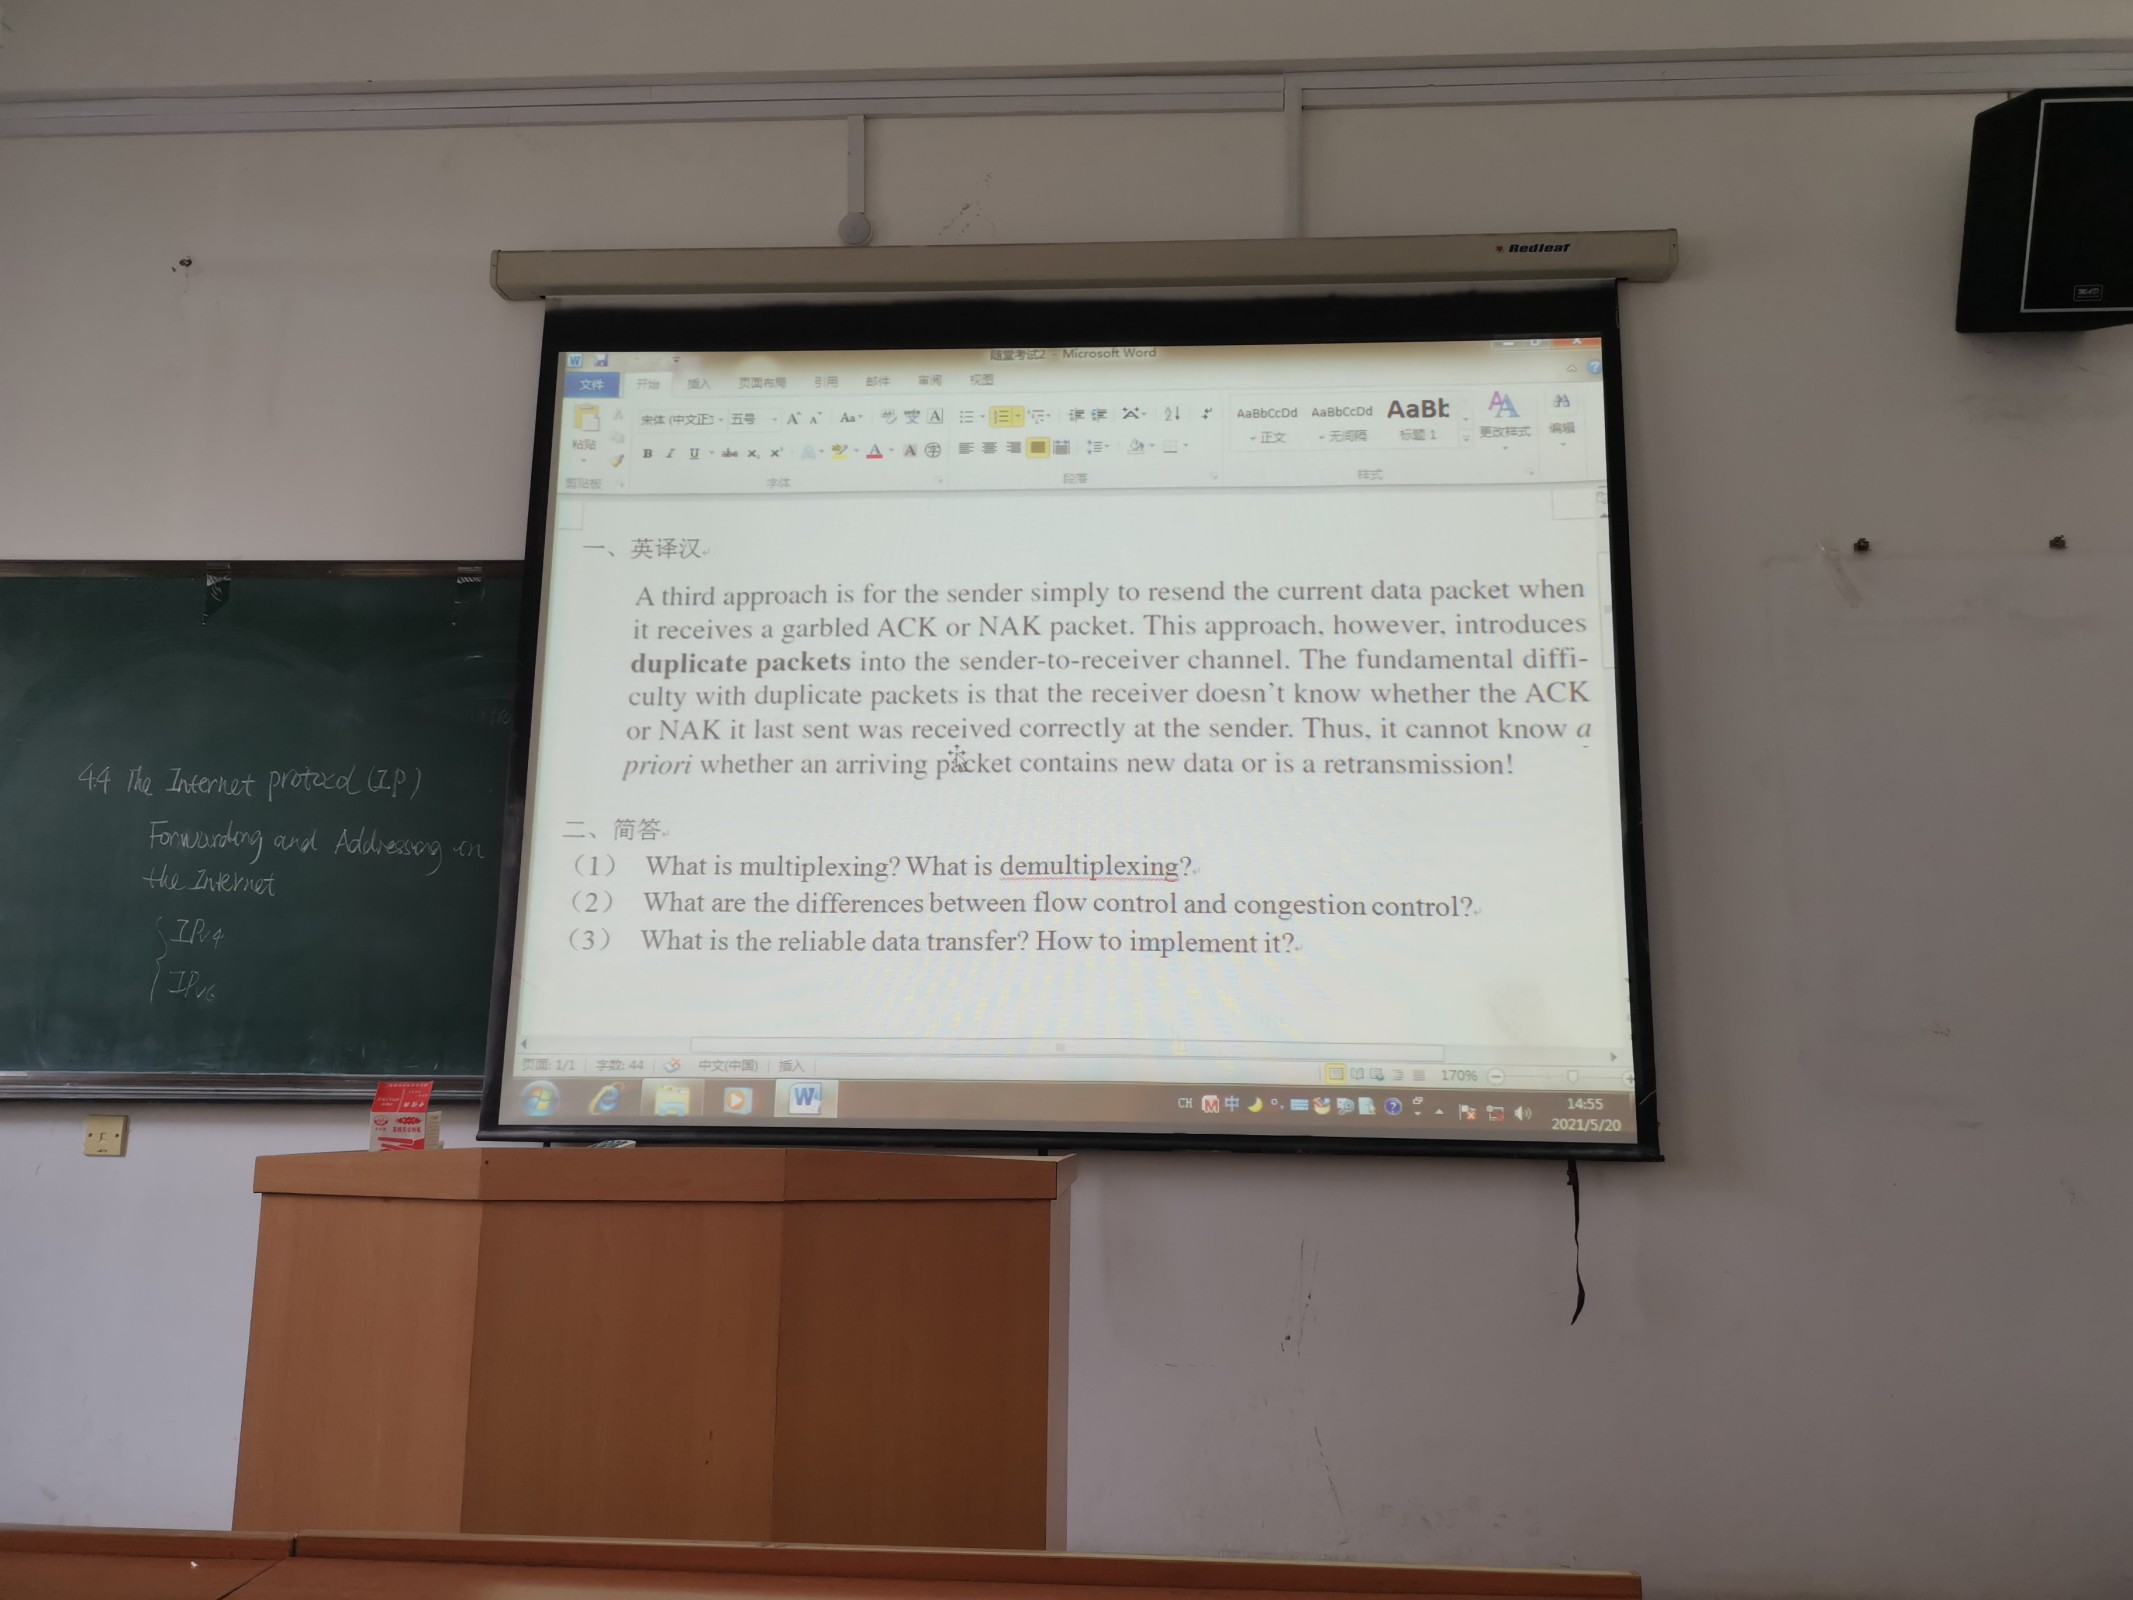 Redleaf
随堂考试2 - Microsoft Word
文件 开始 插入 页面布局 引用 邮件 审阅 视图
宋体 (中文正 五号
AaBbCcDd AaBbCcDd AaBb
粘贴
正文 无间隔 标题 1 更改样式 编辑
剪贴板 字体 段落 样式
一、英译汉
A third approach is for the sender simply to resend the current data packet when
it receives a garbled ACK or NAK packet. This approach, however, introduces
duplicate packets into the sender-to-receiver channel. The fundamental diffi-
culty with duplicate packets is that the receiver doesn't know whether the ACK
or NAK it last sent was received correctly at the sender. Thus, it cannot know a
priori whether an arriving packet contains new data or is a retransmission!
二、简答
（1） What is multiplexing? What is demultiplexing?
（2） What are the differences between flow control and congestion control?
（3） What is the reliable data transfer? How to implement it?
页面: 1/1 字数: 44 中文(中国) 插入 170%
CH 中 14:55
2021/5/20
4.4 The Internet protocol (IP)
Forwarding and Addressing in
the Internet
IPv4
IPv6